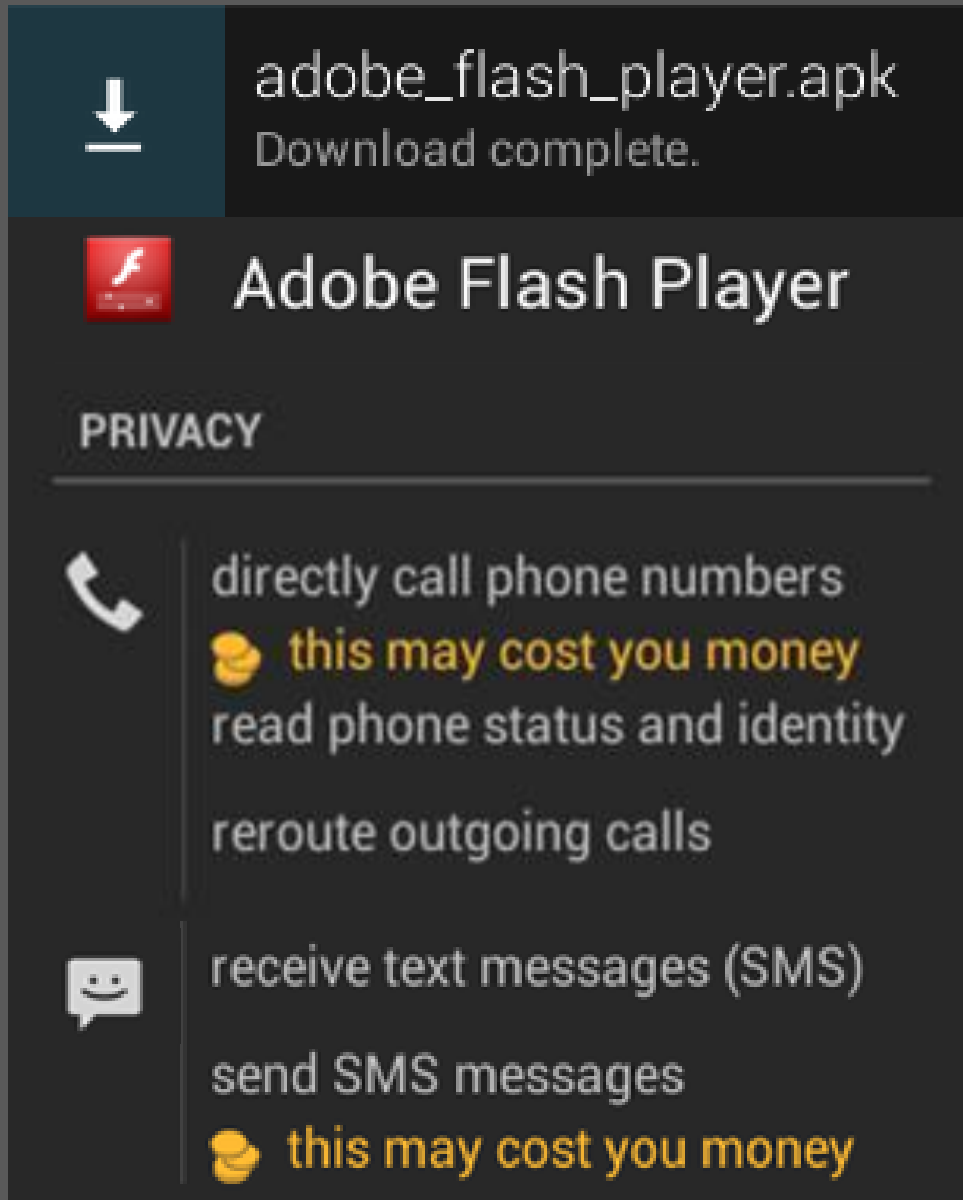 adobe_flash_player.apk
Download complete.
Adobe Flash Player
PRIVACY
directly call phone numbers
this may cost you money
read phone status and identity
reroute outgoing calls
receive text messages (SMS)
send SMS messages
this may cost you money